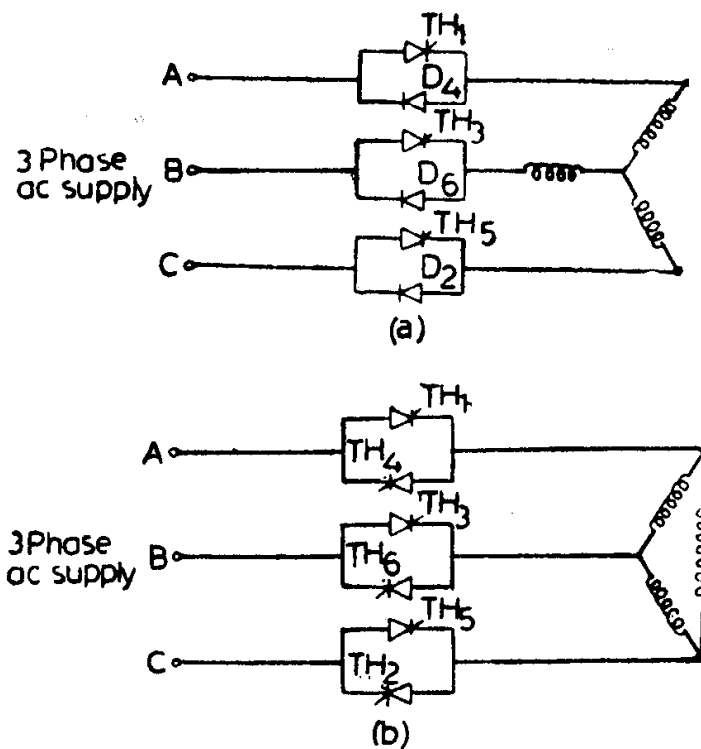 TH1
A
D4
TH3
3 Phase
ac supply
B
D6
TH5
C
D2
(a)
TH1
A
TH4
TH3
3 Phase
ac supply
B
TH6
TH5
C
TH2
(b)